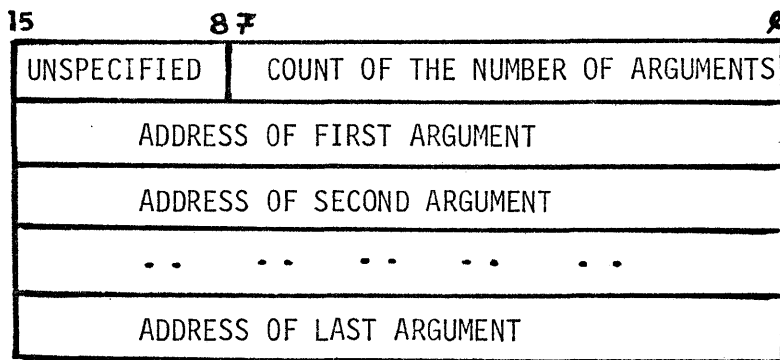 15 8 7 0
UNSPECIFIED COUNT OF THE NUMBER OF ARGUMENTS
ADDRESS OF FIRST ARGUMENT
ADDRESS OF SECOND ARGUMENT
.. .. .. .. ..
ADDRESS OF LAST ARGUMENT